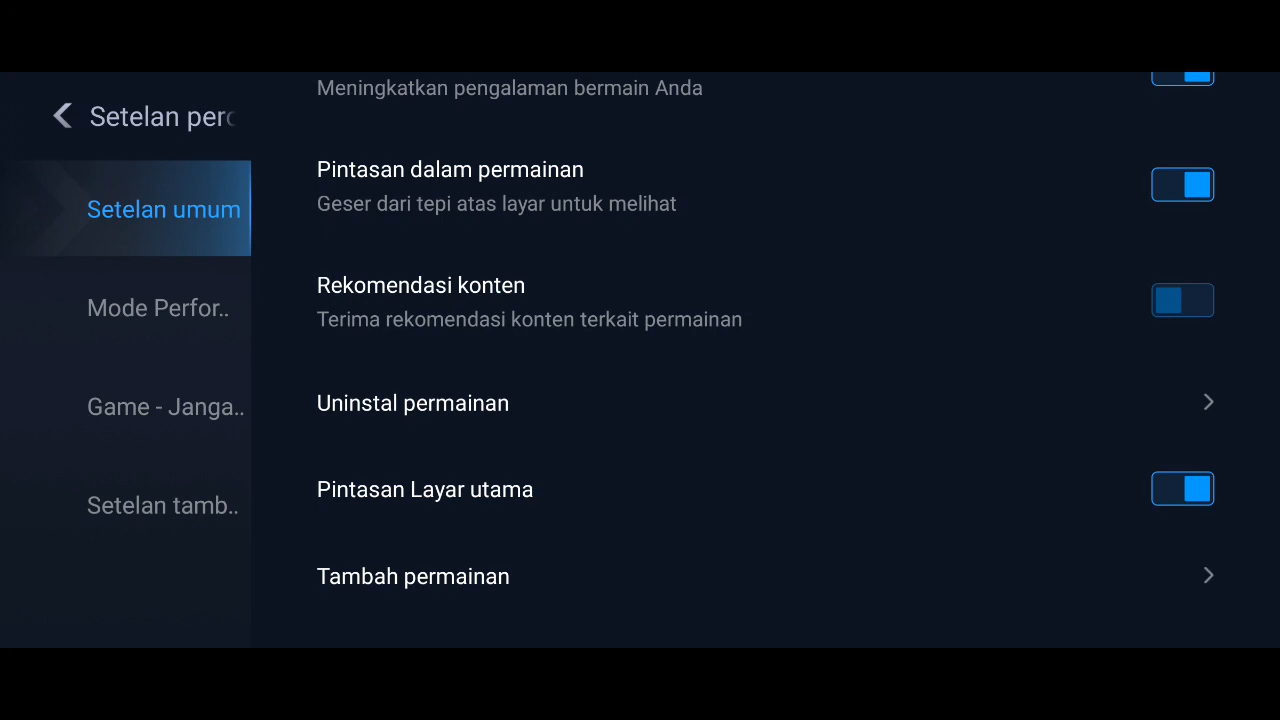 Meningkatkan pengalaman bermain Anda
Setelan perc
Pintasan dalam permainan
Geser dari tepi atas layar untuk melihat
Setelan umum
Rekomendasi konten
Terima rekomendasi konten terkait permainan
Mode Perfor..
Uninstal permainan
Game - Janga..
Pintasan Layar utama
Setelan tamb..
Tambah permainan